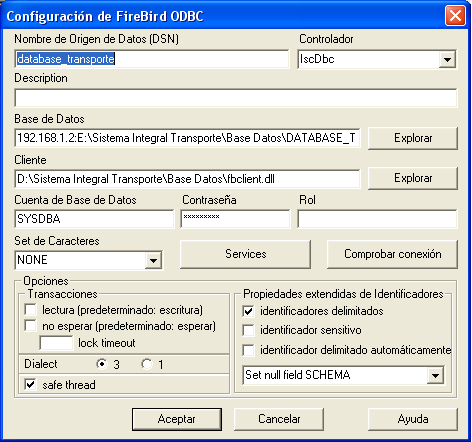 Configuración de FireBird ODBC
Nombre de Origen de Datos (DSN)
Controlador
database_transporte
IscDbc
Description
Base de Datos
192.168.1.2:E:\Sistema Integral Transporte\Base Datos\DATABASE_T
Explorar
Cliente
D:\Sistema Integral Transporte\Base Datos\fbclient.dll
Explorar
Cuenta de Base de Datos
Contraseña
Rol
SYSDBA
*********
Set de Caracteres
NONE
Services
Comprobar conexión
Opciones
Transacciones
Propiedades extendidas de Identificadores
lectura (predeterminado: escritura)
identificadores delimitados
no esperar (predeterminado: esperar)
identificador sensitivo
lock timeout
identificador delimitado automáticamente
Dialect
3
1
Set null field SCHEMA
safe thread
Aceptar
Cancelar
Ayuda